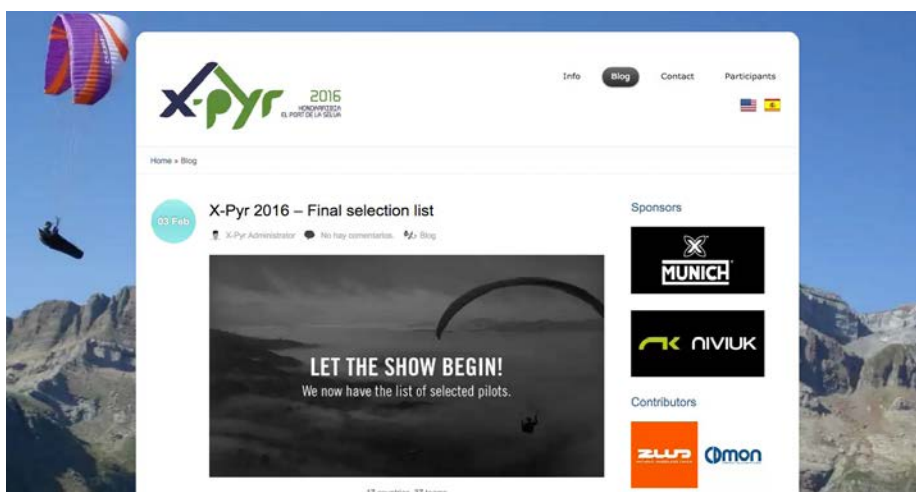 Info Blog Contact Participants
X-Pyr 2016
HONDARRIBIA
EL PORT DE LA SELVA
Home » Blog
03 Feb
X-Pyr 2016 – Final selection list
X-Pyr Administrator No hay comentarios. Blog
LET THE SHOW BEGIN!
We now have the list of selected pilots.
Sponsors
MUNICH
NIVIUK
Contributors
ZWP
CDmon